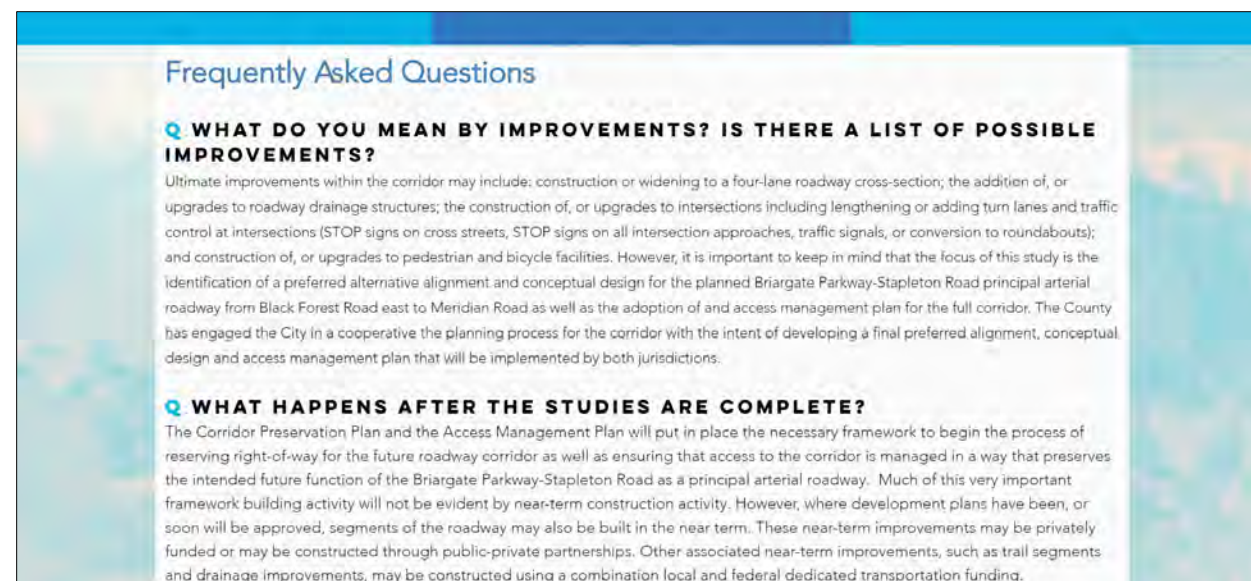 Frequently Asked Questions
Q WHAT DO YOU MEAN BY IMPROVEMENTS? IS THERE A LIST OF POSSIBLE
IMPROVEMENTS?
Ultimate improvements within the corridor may include: construction or widening to a four-lane roadway cross-section; the addition of, or
upgrades to roadway drainage structures; the construction of, or upgrades to intersections including lengthening or adding turn lanes and traffic
control at intersections (STOP signs on cross streets, STOP signs on all intersection approaches, traffic signals, or conversion to roundabouts);
and construction of, or upgrades to pedestrian and bicycle facilities. However, it is important to keep in mind that the focus of this study is the
identification of a preferred alternative alignment and conceptual design for the planned Briargate Parkway-Stapleton Road principal arterial
roadway from Black Forest Road east to Meridian Road as well as the adoption of and access management plan for the full corridor. The County
has engaged the City in a cooperative the planning process for the corridor with the intent of developing a final preferred alignment, conceptual
design and access management plan that will be implemented by both jurisdictions.
Q WHAT HAPPENS AFTER THE STUDIES ARE COMPLETE?
The Corridor Preservation Plan and the Access Management Plan will put in place the necessary framework to begin the process of
reserving right-of-way for the future roadway corridor as well as ensuring that access to the corridor is managed in a way that preserves
the intended future function of the Briargate Parkway-Stapleton Road as a principal arterial roadway. Much of this very important
framework building activity will not be evident by near-term construction activity. However, where development plans have been, or
soon will be approved, segments of the roadway may also be built in the near term. These near-term improvements may be privately
funded or may be constructed through public-private partnerships. Other associated near-term improvements, such as trail segments
and drainage improvements, may be constructed using a combination local and federal dedicated transportation funding.